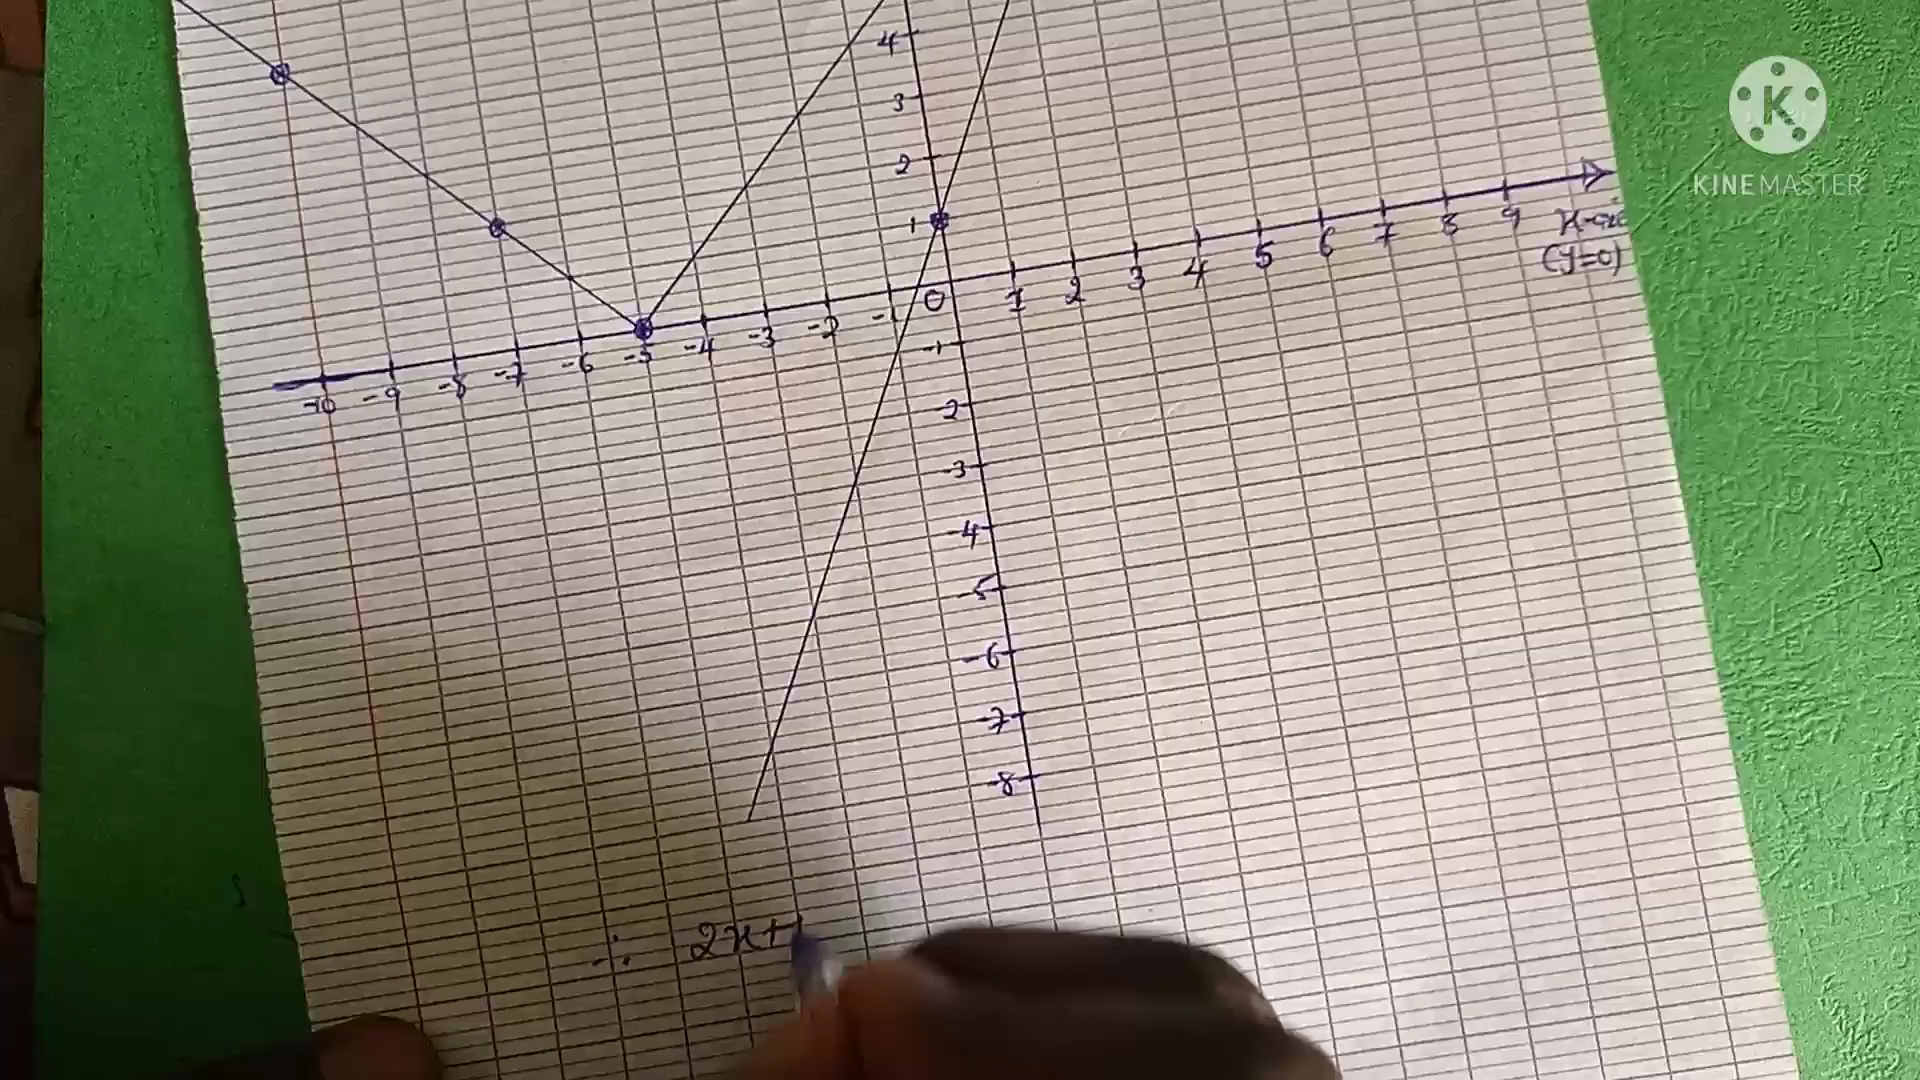 4
3
2
1
0
1 2 3 4 5 6 7 8 9
(y=0)
-10 -9 -8 -7 -6 -5 -4 -3 -2 -1
-1
-2
-3
-4
-5
-6
-7
-8
∴ 2x+1
KINEMASTER